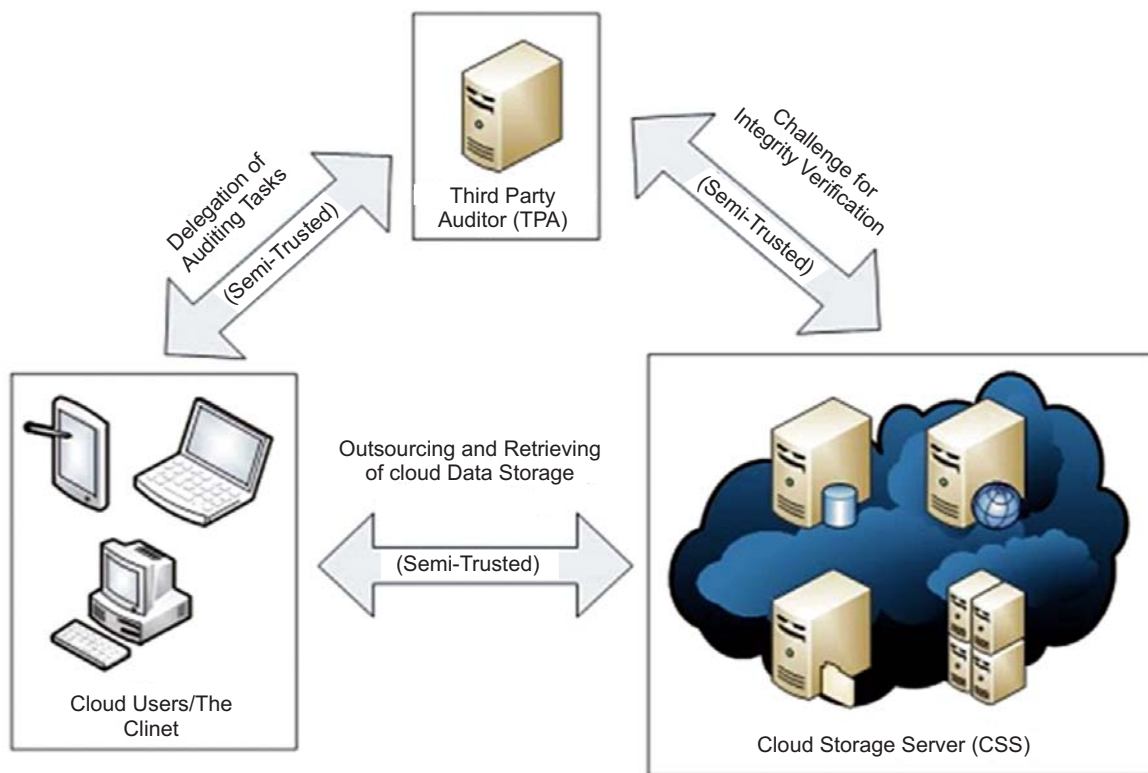 Third Party
Auditor (TPA)
Delegation of
Auditing Tasks
(Semi-Trusted)
Challenge for
Integrity Verification
(Semi-Trusted)
Outsourcing and Retrieving
of cloud Data Storage
(Semi-Trusted)
Cloud Users/The
Clinet
Cloud Storage Server (CSS)